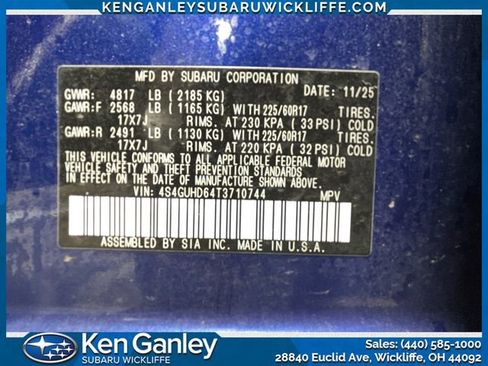 KENGANLEYSUBARUWICKLIFFE.COM
MFD BY SUBARU CORPORATION DATE: 11/25
GVWR: 4817 LB ( 2185 KG)
GAWR:F 2568 LB ( 1165 KG) WITH 225/60R17 TIRES.
17X7J RIMS. AT 230 KPA ( 33 PSI) COLD
GAWR:R 2491 LB ( 1130 KG) WITH 225/60R17 TIRES.
17X7J RIMS. AT 220 KPA ( 32 PSI) COLD
THIS VEHICLE CONFORMS TO ALL APPLICABLE FEDERAL MOTOR
VEHICLE SAFETY AND THEFT PREVENTION STANDARDS IN EFFECT
ON THE DATE OF MANUFACTURE SHOWN ABOVE.
VIN: 4S4GUHD64T3710744 MPV
ASSEMBLED BY SIA INC. MADE IN U.S.A.
SUBARU
Ken Ganley
SUBARU WICKLIFFE
Sales: (440) 585-1000
28840 Euclid Ave, Wickliffe, OH 44092